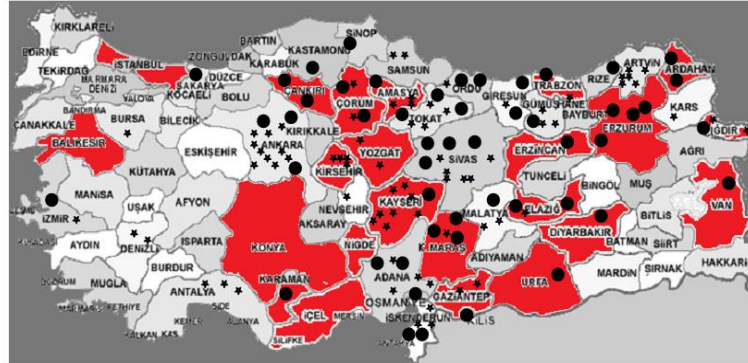 KIRKLARELİ
EDİRNE
TEKİRDAĞ
İSTANBUL
MARMARA
DENİZİ
YALOVA
KOCAELİ
SAKARYA
DÜZCE
ZONGULDAK
BARTIN
KARABÜK
KASTAMONU
SİNOP
SAMSUN
ORDU
GİRESUN
TRABZON
GÜMÜŞHANE
RİZE
ARTVİN
ARDAHAN
KARS
IĞDIR
BAYBURT
ERZURUM
AĞRI
BANDIRMA
BURSA
BİLECİK
BOLU
ÇANKIRI
ÇORUM
AMASYA
TOKAT
ÇANAKKALE
BALIKESİR
ESKİŞEHİR
ANKARA
KIRIKKALE
YOZGAT
SİVAS
ERZİNCAN
TUNCELİ
BİNGÖL
MUŞ
KÜTAHYA
KIRŞEHİR
MANİSA
UŞAK
AFYON
NEVŞEHİR
KAYSERİ
MALATYA
ELAZIĞ
BİTLİS
VAN
İZMİR
AKSARAY
DİYARBAKIR
BATMAN
SİİRT
AYDIN
DENİZLİ
ISPARTA
KONYA
NİĞDE
K.MARAŞ
ADIYAMAN
HAKKARİ
BURDUR
MARDİN
ŞIRNAK
MUĞLA
ANTALYA
KARAMAN
ADANA
GAZİANTEP
URFA
FETHİYE
SİDE
ALANYA
İÇEL
MERSİN
OSMANİYE
KİLİS
KALKAN
KAŞ
KEMER
SİLİFKE
İSKENDERUN
ANTAKYA